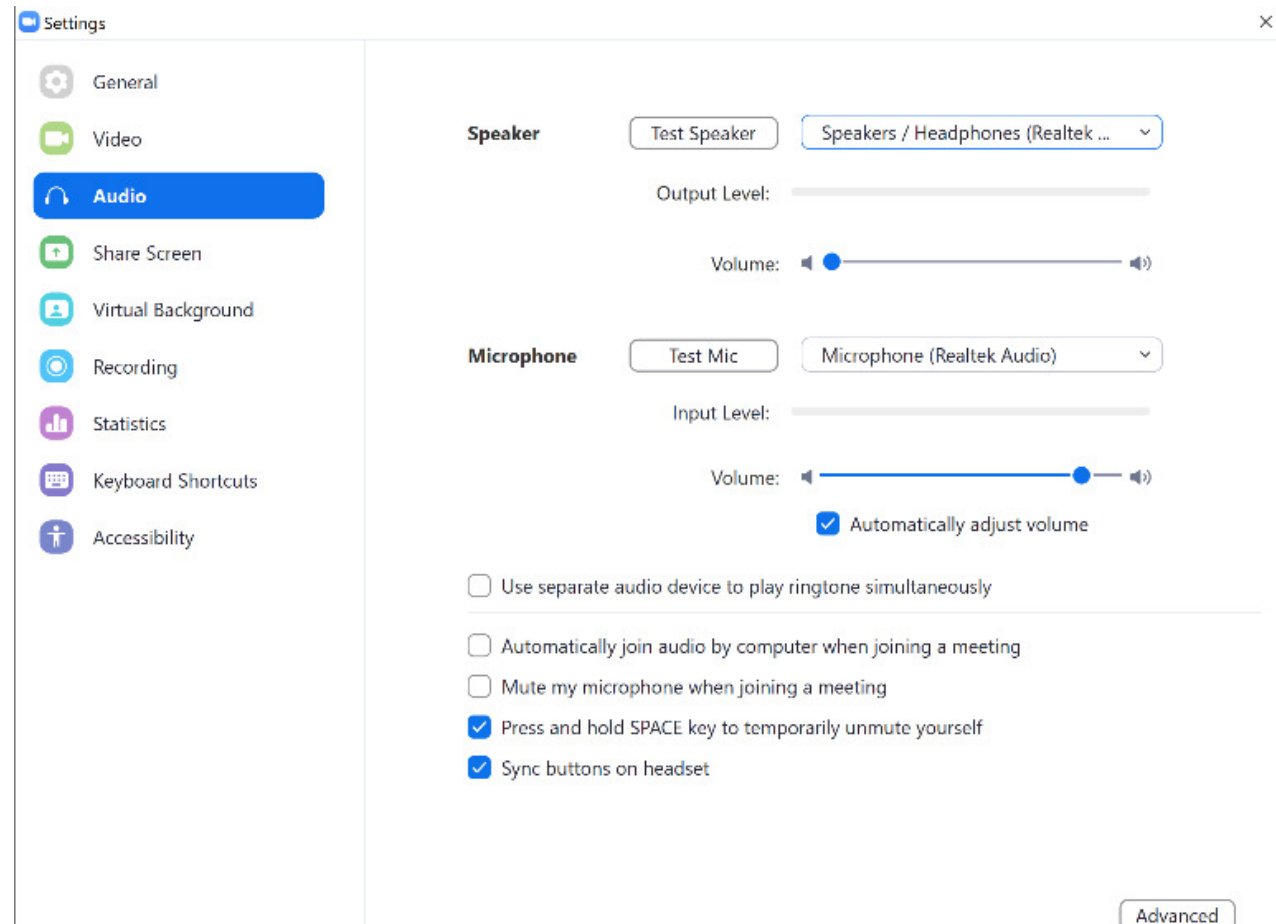 Settings
General
Video
Audio
Share Screen
Virtual Background
Recording
Statistics
Keyboard Shortcuts
Accessibility
Speaker Test Speaker Speakers / Headphones (Realtek ...
Output Level:
Volume:
Microphone Test Mic Microphone (Realtek Audio)
Input Level:
Volume:
Automatically adjust volume
Use separate audio device to play ringtone simultaneously
Automatically join audio by computer when joining a meeting
Mute my microphone when joining a meeting
Press and hold SPACE key to temporarily unmute yourself
Sync buttons on headset
Advanced